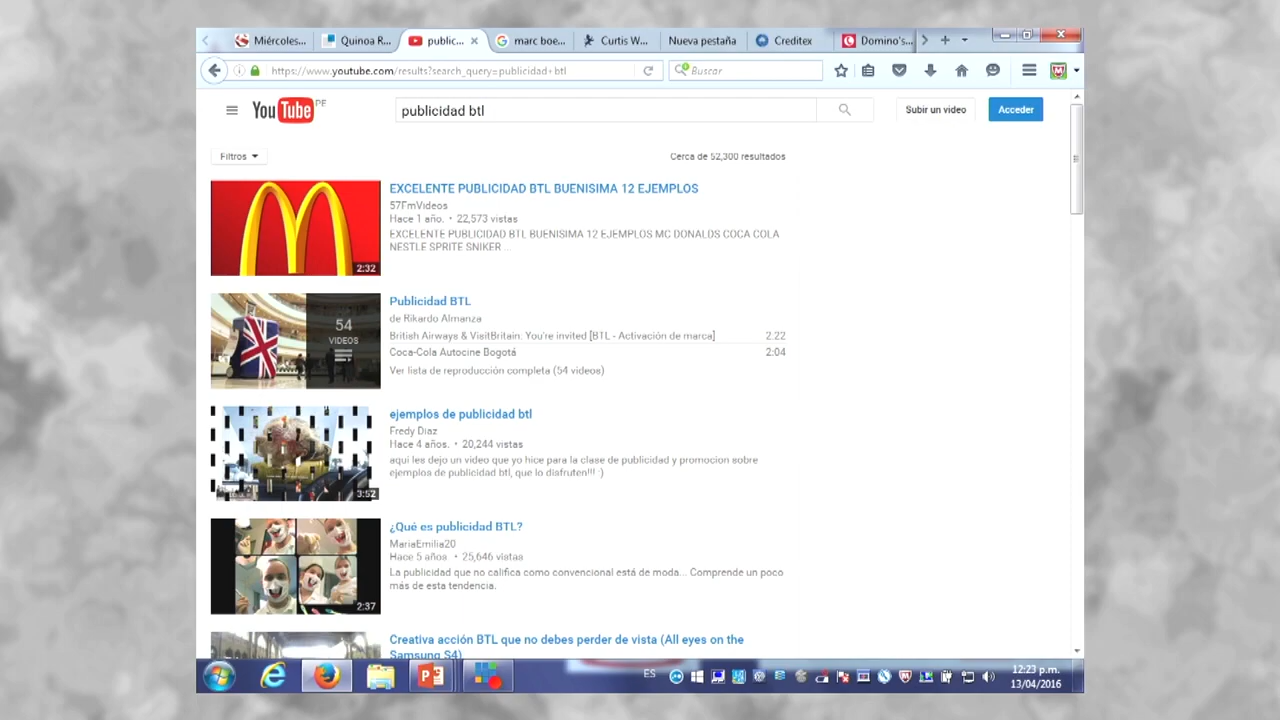 Miércoles...
Quinoa R...
public...
marc boe...
Curtis W...
Nueva pestaña
Creditex
Domino's...
https://www.youtube.com/results?search_query=publicidad+btl
Buscar
YouTube PE
publicidad btl
Subir un video
Acceder
Filtros
Cerca de 52,300 resultados
EXCELENTE PUBLICIDAD BTL BUENISIMA 12 EJEMPLOS
57FmVideos
Hace 1 año. • 22,573 vistas
EXCELENTE PUBLICIDAD BTL BUENISIMA 12 EJEMPLOS MC DONALDS COCA COLA
NESTLE SPRITE SNIKER ...
2:32
Publicidad BTL
de Rikardo Almanza
British Airways & VisitBritain: You're invited [BTL - Activación de marca] 2:22
Coca-Cola Autocine Bogotá 2:04
Ver lista de reproducción completa (54 videos)
54
VIDEOS
ejemplos de publicidad btl
Fredy Diaz
Hace 4 años. • 20,244 vistas
aqui les dejo un video que yo hice para la clase de publicidad y promocion sobre
ejemplos de publicidad btl, que lo diafruten!!! :)
3:52
¿Qué es publicidad BTL?
MariaEmilia20
Hace 5 años. • 25,646 vistas
La publicidad que no califica como convencional está de moda... Comprende un poco
más de esta tendencia.
2:37
Creativa acción BTL que no debes perder de vista (All eyes on the
Samsung S4)
ES
12:23 p.m.
13/04/2016